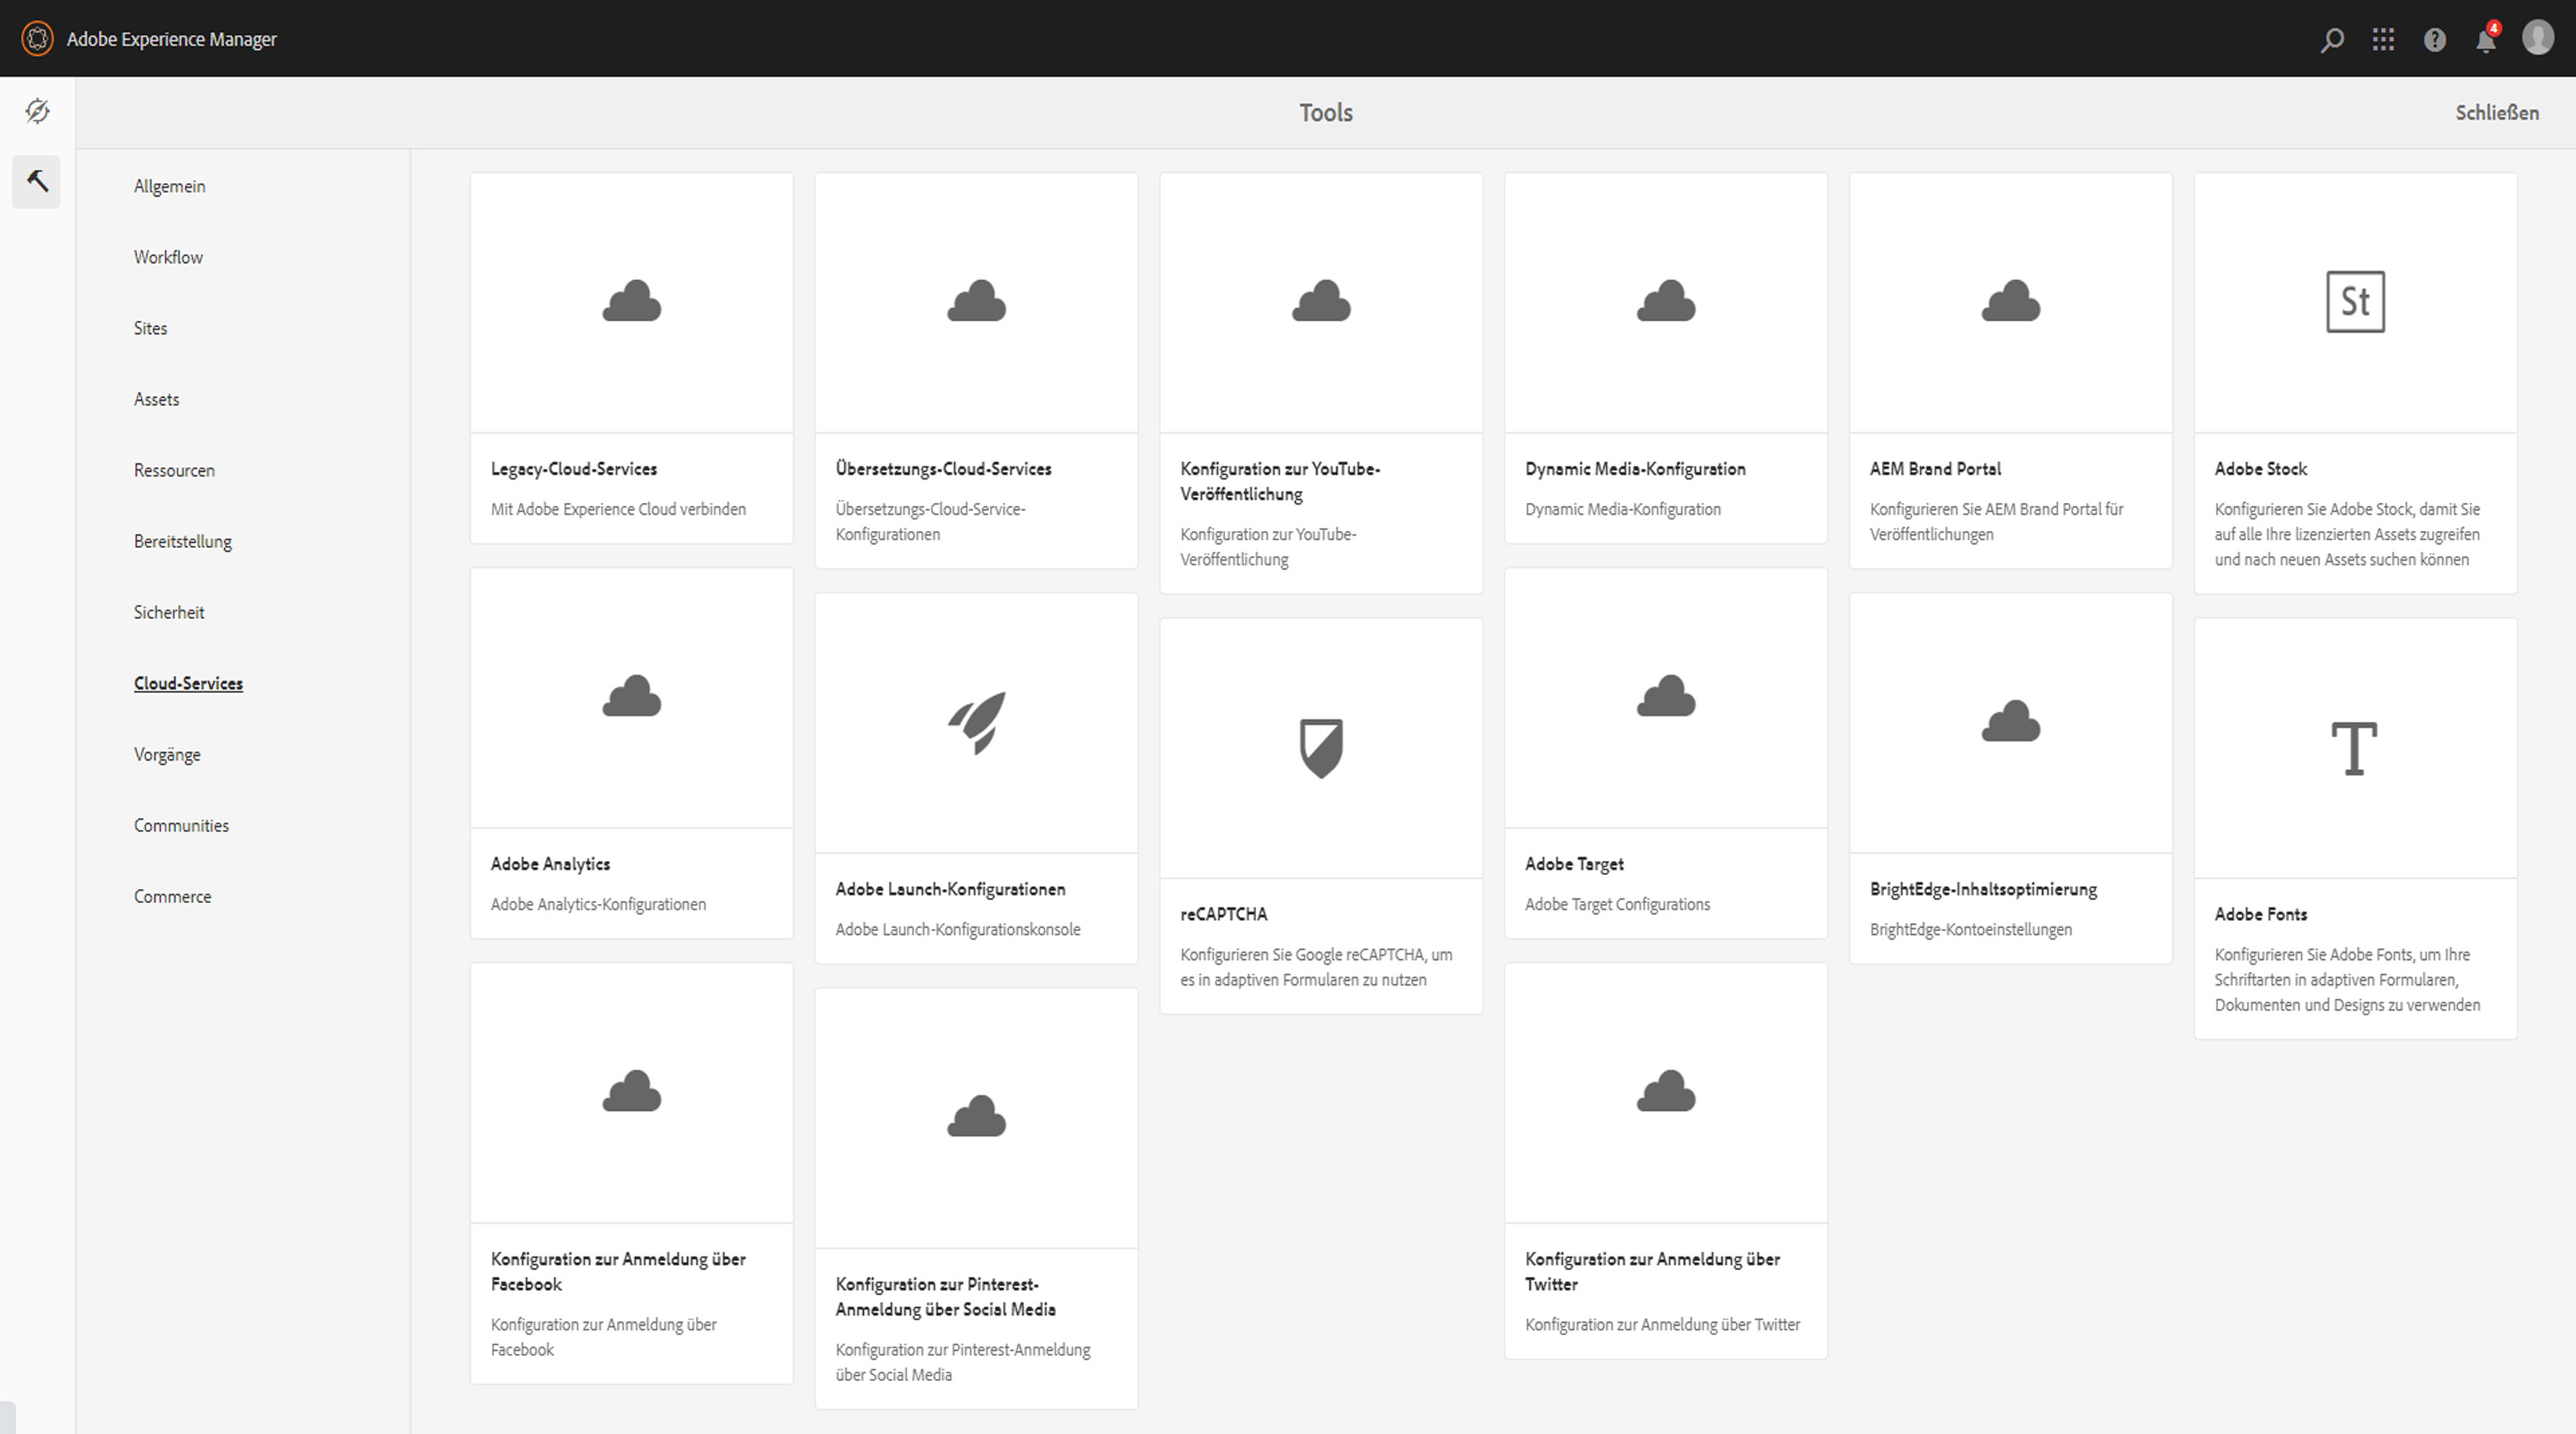 Adobe Experience Manager
4
Tools
Schließen
Allgemein
Workflow
Sites
Assets
Ressourcen
Bereitstellung
Sicherheit
Cloud-Services
Vorgänge
Communities
Commerce
Legacy-Cloud-Services
Mit Adobe Experience Cloud verbinden
Übersetzungs-Cloud-Services
Übersetzungs-Cloud-Service-
Konfigurationen
Konfiguration zur YouTube-
Veröffentlichung
Konfiguration zur YouTube-
Veröffentlichung
Dynamic Media-Konfiguration
Dynamic Media-Konfiguration
AEM Brand Portal
Konfigurieren Sie AEM Brand Portal für
Veröffentlichungen
St
Adobe Stock
Konfigurieren Sie Adobe Stock, damit Sie
auf alle Ihre lizenzierten Assets zugreifen
und nach neuen Assets suchen können
Adobe Analytics
Adobe Analytics-Konfigurationen
Adobe Launch-Konfigurationen
Adobe Launch-Konfigurationskonsole
reCAPTCHA
Konfigurieren Sie Google reCAPTCHA, um
es in adaptiven Formularen zu nutzen
Adobe Target
Adobe Target Configurations
BrightEdge-Inhaltsoptimierung
BrightEdge-Kontoeinstellungen
T
Adobe Fonts
Konfigurieren Sie Adobe Fonts, um Ihre
Schriftarten in adaptiven Formularen,
Dokumenten und Designs zu verwenden
Konfiguration zur Anmeldung über
Facebook
Konfiguration zur Anmeldung über
Facebook
Konfiguration zur Pinterest-
Anmeldung über Social Media
Konfiguration zur Pinterest-Anmeldung
über Social Media
Konfiguration zur Anmeldung über
Twitter
Konfiguration zur Anmeldung über Twitter